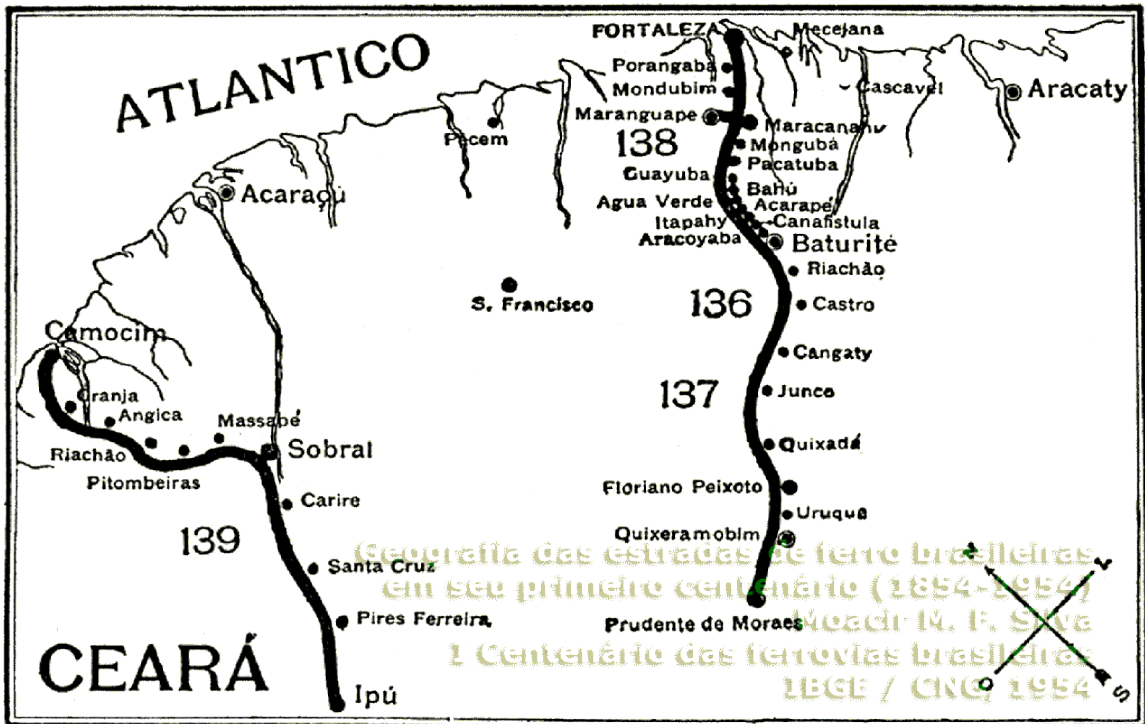 ATLANTICO
FORTALEZA
Mecejana
Porangaba
Mondubim
Cascavel
Aracaty
Maranguape
Maracanahú
138
Mongubá
Pacatuba
Pecem
Guayuba
Bahú
Acaraçú
Agua Verde
Acarapé
Itapahy
Canafistula
Aracoyaba
Baturité
Riachão
S. Francisco
136
Castro
Camocim
Cangaty
137
Junco
Granja
Angica
Massapé
Quixadá
Riachão
Sobral
Pitombeiras
Floriano Peixoto
Carire
Uruquê
139
Quixeramobim
Geografia das estradas de ferro brasileiras
Santa Cruz
em seu primeiro centenário (1854-1954)
N
L
Pires Ferreira
Prudente de Moraes
Moacir M. F. Silva
CEARÁ
1 Centenário das ferrovias brasileiras
Ipú
IBGE / CNG, 1954
O
S